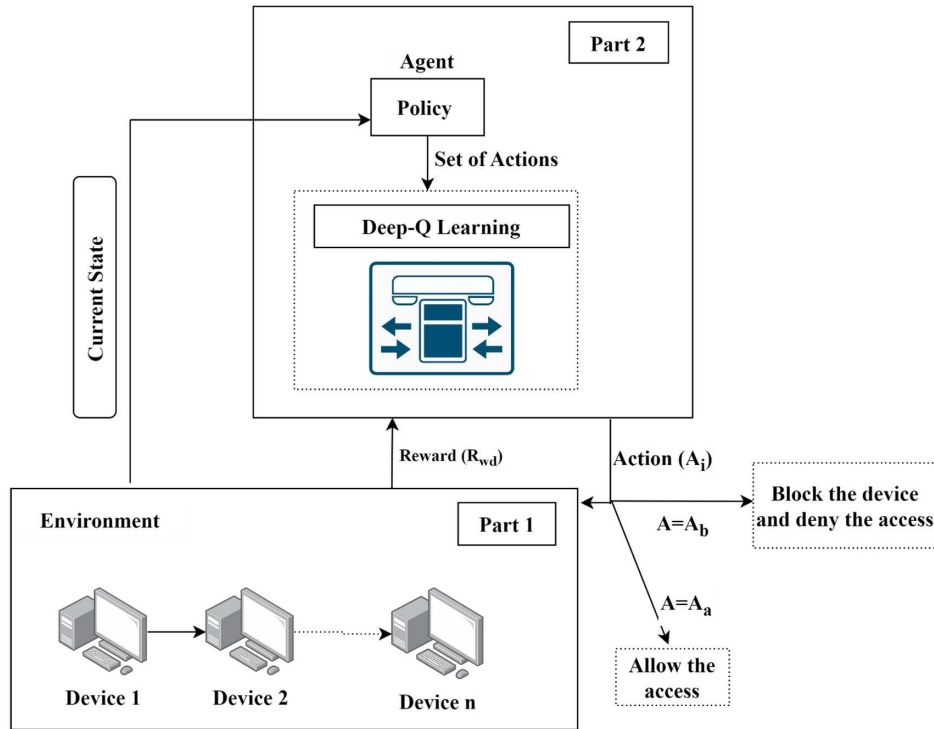 Part 2
Agent
Policy
Set of Actions
Deep-Q Learning
Current State
Reward (R_wd)
Action (A_i)
Block the device
and deny the access
A=A_b
A=A_a
Allow the
access
Environment
Part 1
Device 1
Device 2
Device n